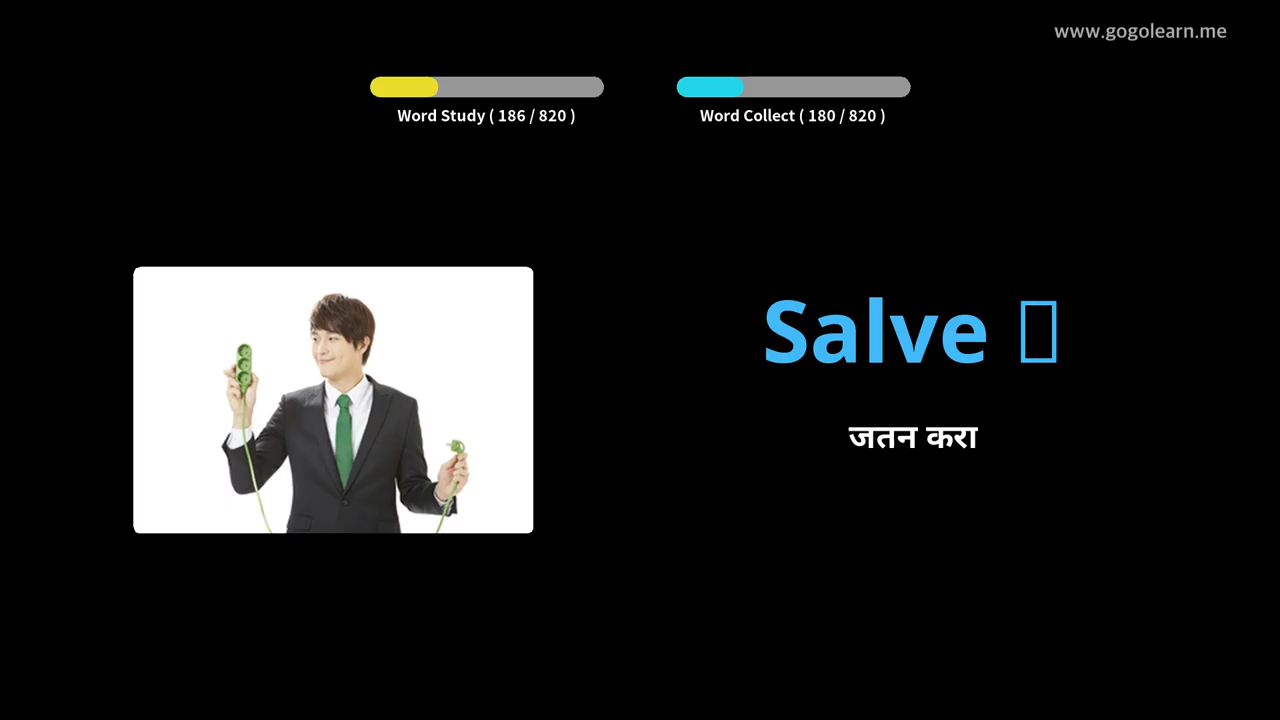 www.gogolearn.me
Word Study ( 186 / 820 )
Word Collect ( 180 / 820 )
Salve
जतन करा